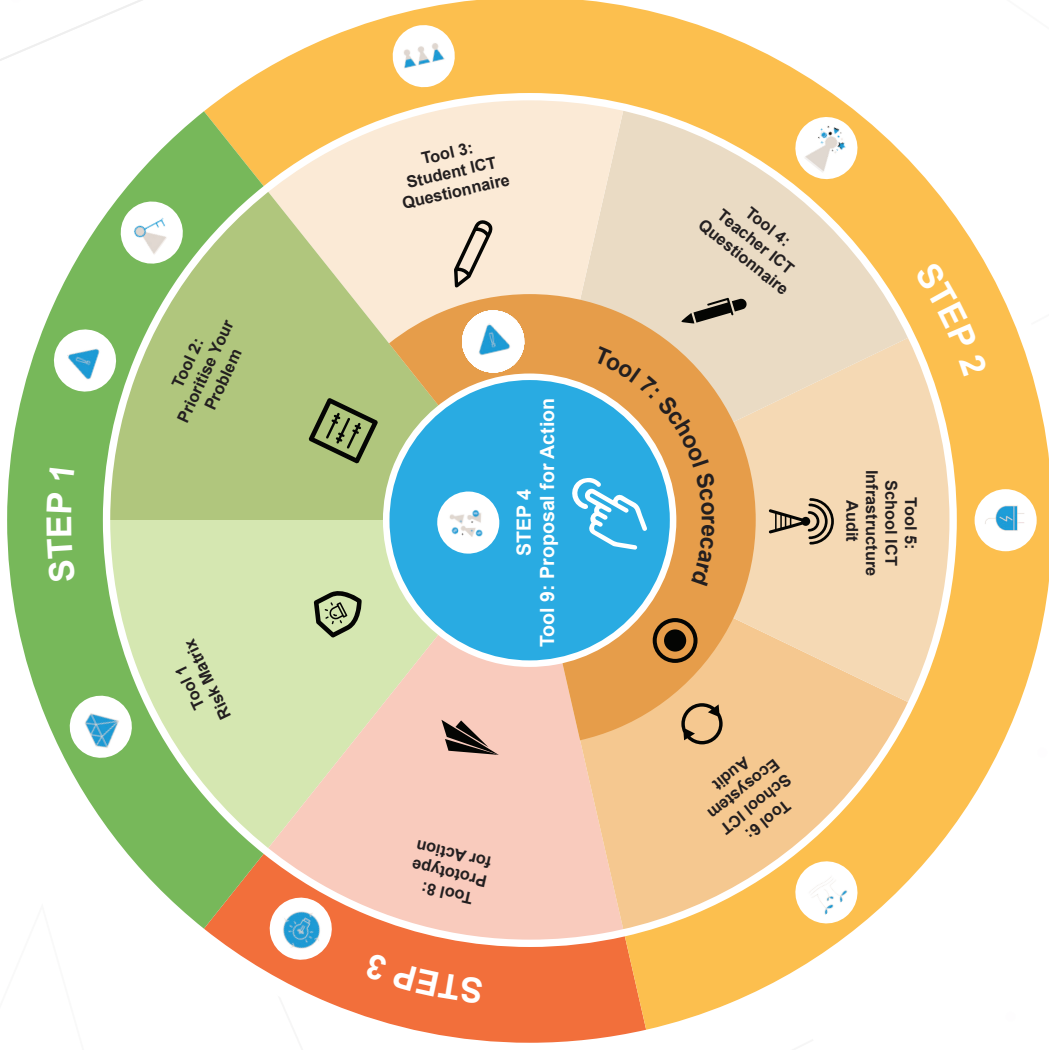 STEP 1
Tool 1
Risk Matrix
Tool 2:
Prioritise Your
Problem
STEP 2
Tool 3:
Student ICT
Questionnaire
Tool 4:
Teacher ICT
Questionnaire
Tool 5:
School ICT
Infrastructure
Audit
Tool 6:
School ICT
Ecosystem
Audit
Tool 7: School Scorecard
STEP 3
Tool 8:
Prototype
for Action
STEP 4
Tool 9: Proposal for Action